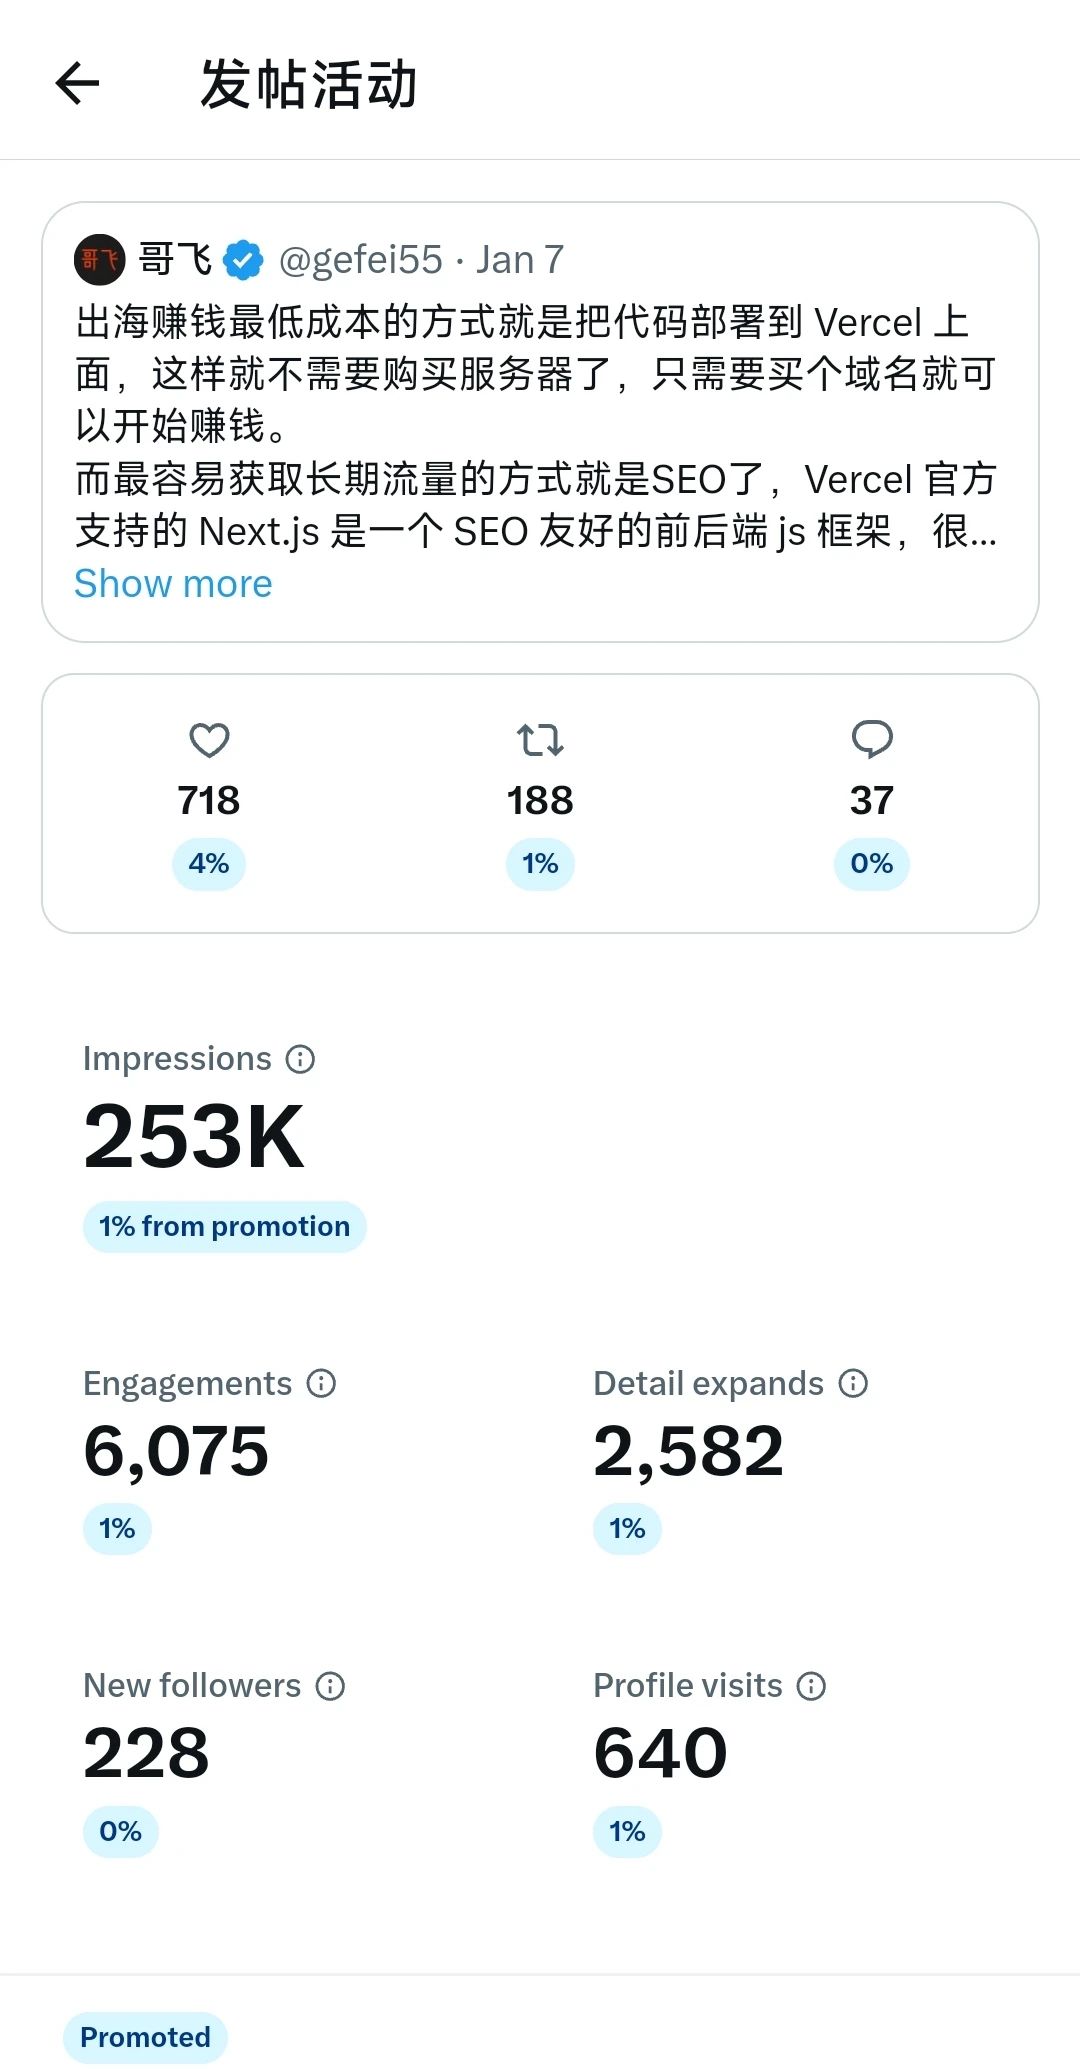 发帖活动
哥飞 @gefei55 · Jan 7
出海赚钱最低成本的方式就是把代码部署到 Vercel 上
面，这样就不需要购买服务器了，只需要买个域名就可
以开始赚钱。
而最容易获取长期流量的方式就是SEO了，Vercel 官方
支持的 Next.js 是一个 SEO 友好的前后端 js 框架，很...
Show more
718 188 37
4% 1% 0%
Impressions
253K
1% from promotion
Engagements Detail expands
6,075 2,582
1% 1%
New followers Profile visits
228 640
0% 1%
Promoted